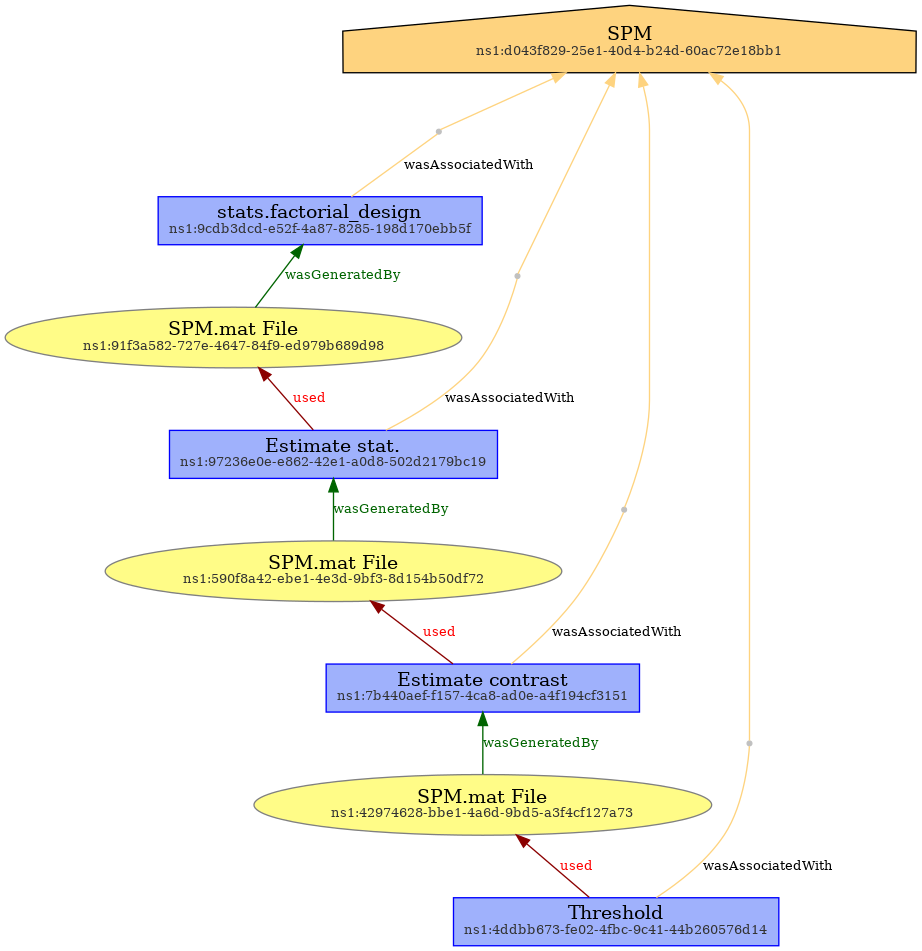 SPM
ns1:d043f829-25e1-40d4-b24d-60ac72e18bb1
wasAssociatedWith
stats.factorial_design
ns1:9cdb3dcd-e52f-4a87-8285-198d170ebb5f
wasGeneratedBy
SPM.mat File
ns1:91f3a582-727e-4647-84f9-ed979b689d98
used
wasAssociatedWith
Estimate stat.
ns1:97236e0e-e862-42e1-a0d8-502d2179bc19
wasGeneratedBy
SPM.mat File
ns1:590f8a42-ebe1-4e3d-9bf3-8d154b50df72
used
wasAssociatedWith
Estimate contrast
ns1:7b440aef-f157-4ca8-ad0e-a4f194cf3151
wasGeneratedBy
SPM.mat File
ns1:42974628-bbe1-4a6d-9bd5-a3f4cf127a73
used
wasAssociatedWith
Threshold
ns1:4ddbb673-fe02-4fbc-9c41-44b260576d14